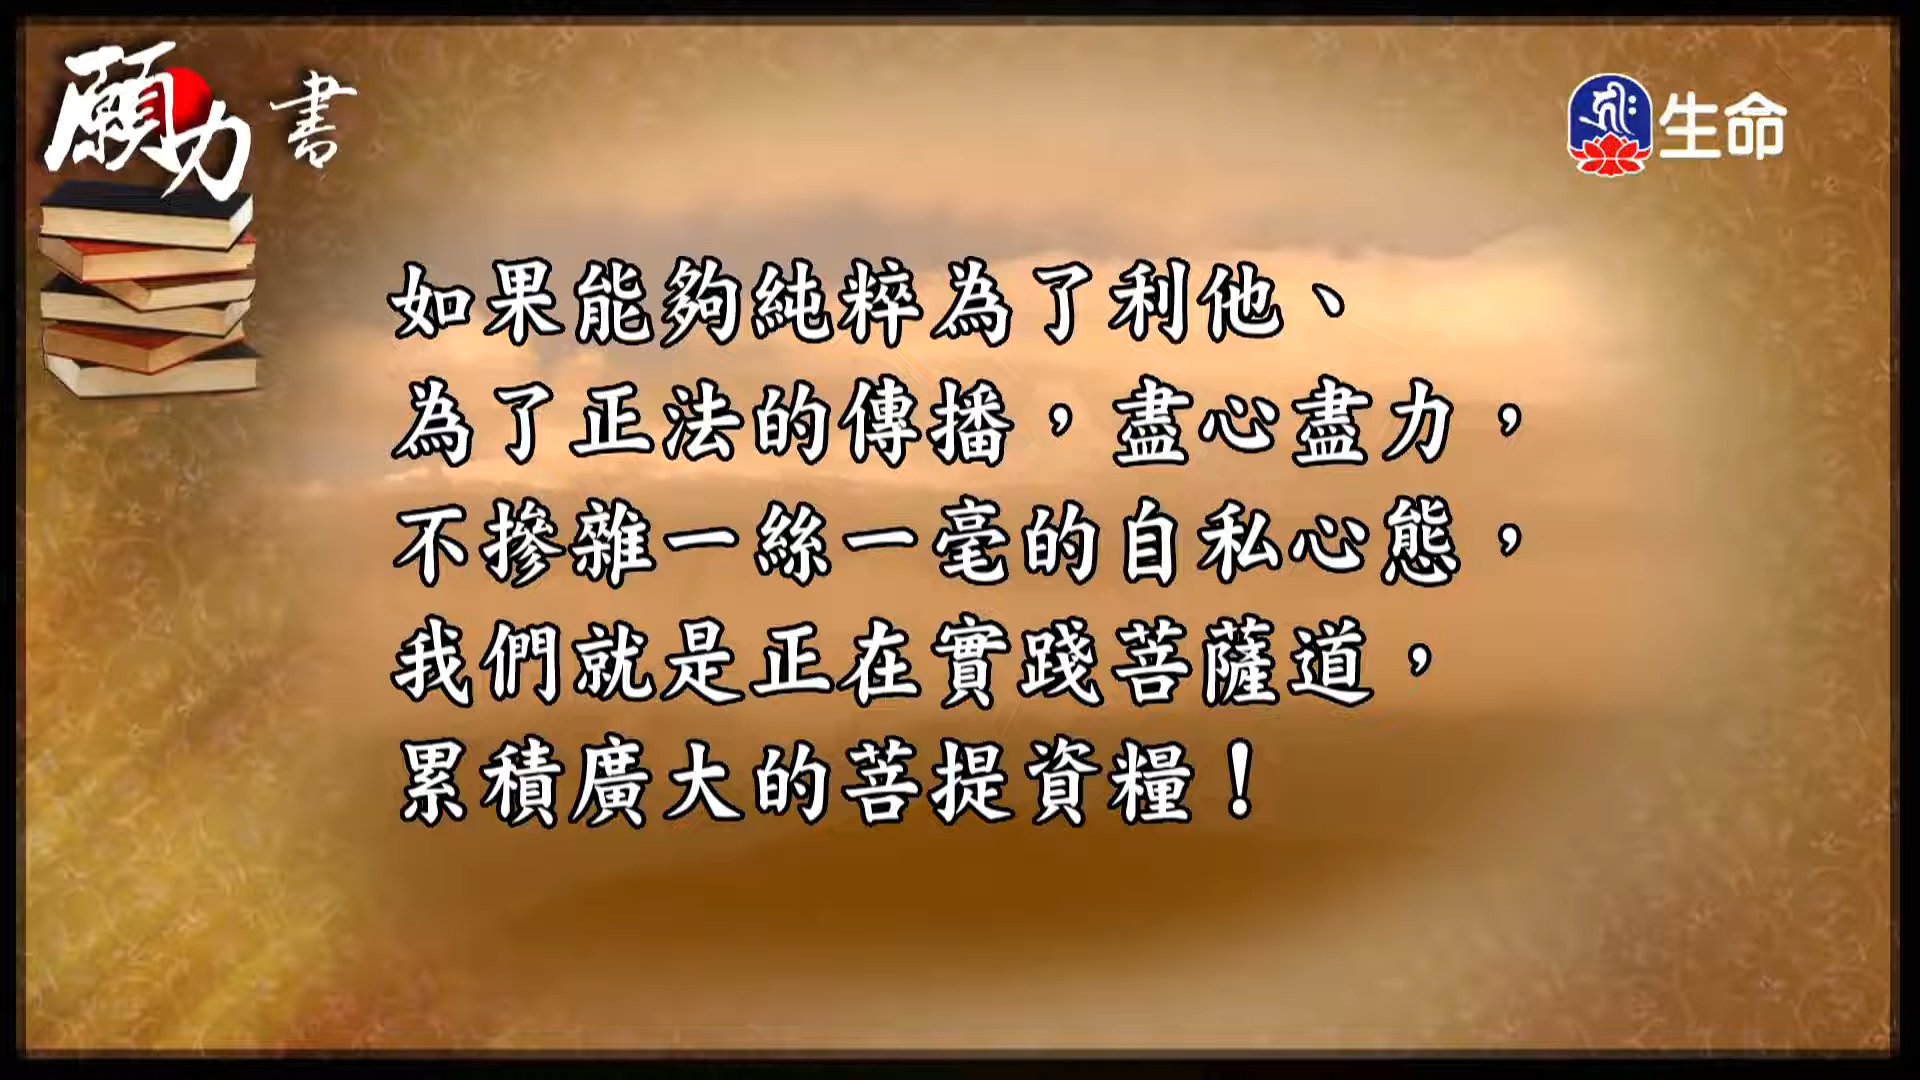 願力書
生命
如果能夠純粹為了利他、
為了正法的傳播，盡心盡力，
不摻雜一絲一毫的自私心態，
我們就是正在實踐菩薩道，
累積廣大的菩提資糧！